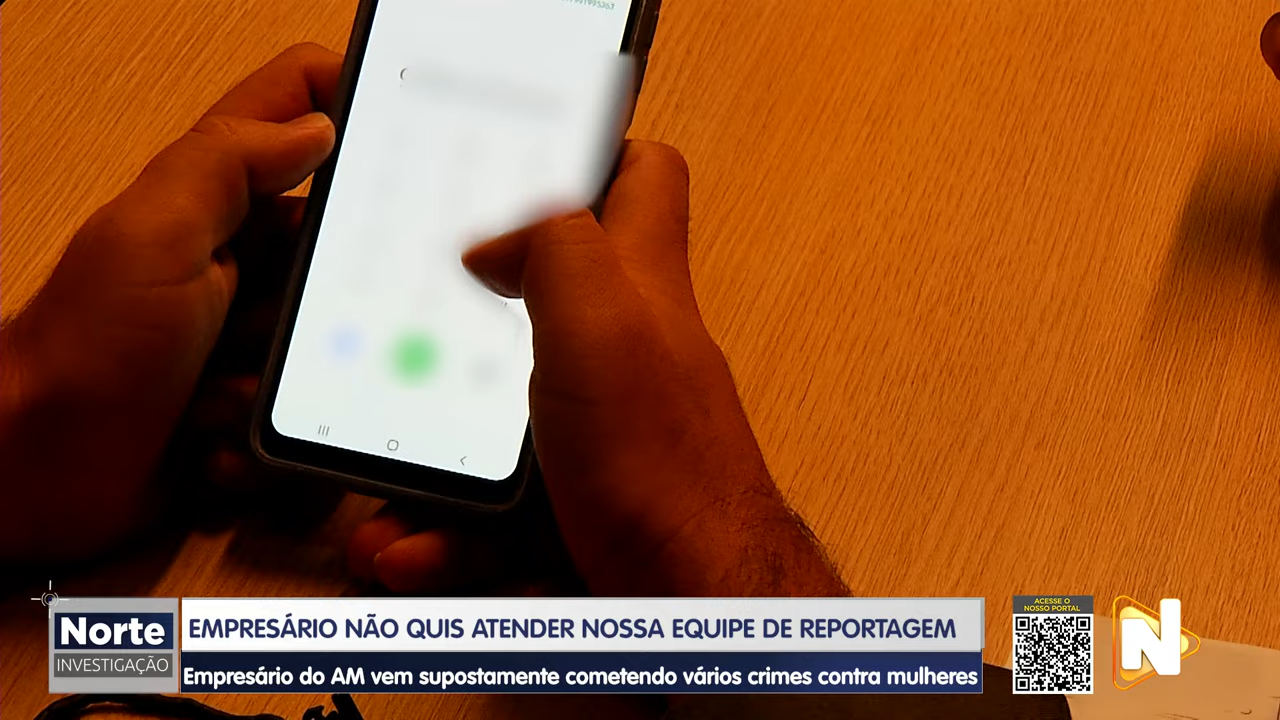 EMPRESÁRIO NÃO QUIS ATENDER NOSSA EQUIPE DE REPORTAGEM
Norte
INVESTIGAÇÃO
Empresário do AM vem supostamente cometendo vários crimes contra mulheres
ACESSE O
NOSSO PORTAL
N